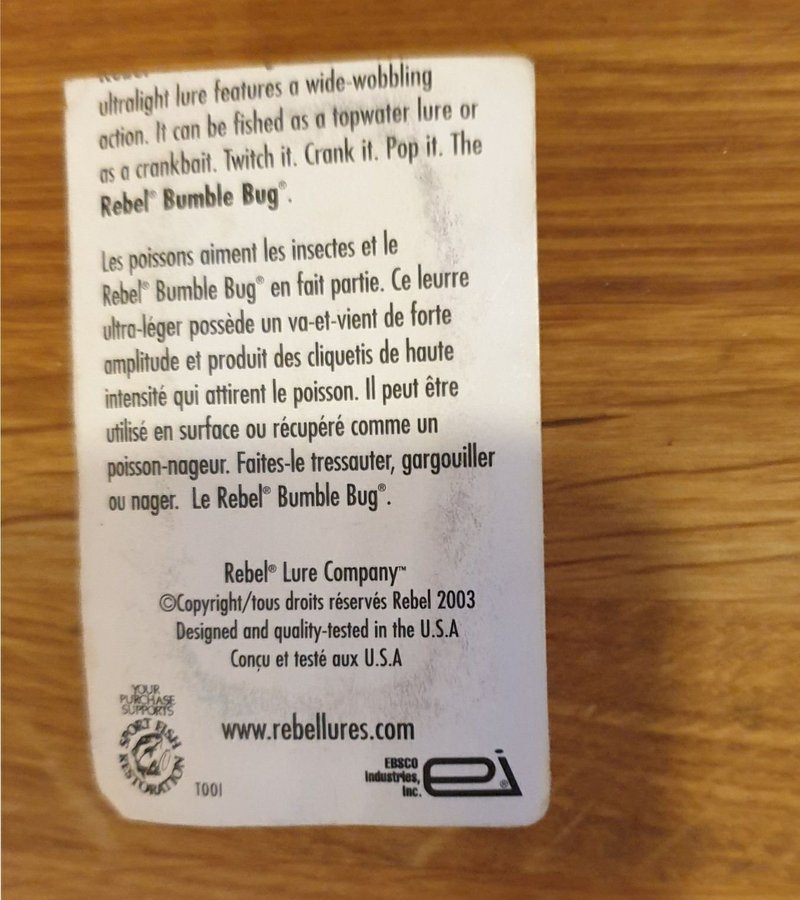 ultralight lure features a wide-wobbling
action. It can be fished as a topwater lure or
as a crankbait. Twitch it. Crank it. Pop it. The
Rebel® Bumble Bug®.
Les poissons aiment les insectes et le
Rebel® Bumble Bug® en fait partie. Ce leurre
ultra-léger possède un va-et-vient de forte
amplitude et produit des cliquetis de haute
intensité qui attirent le poisson. Il peut être
utilisé en surface ou récupéré comme un
poisson-nageur. Faites-le tressauter, gargouiller
ou nager. Le Rebel® Bumble Bug®.
Rebel® Lure Company™
©Copyright/tous droits réservés Rebel 2003
Designed and quality-tested in the U.S.A
Conçu et testé aux U.S.A
YOUR
PURCHASE
SUPPORTS
SPORT FISH
RESTORATION
T001
www.rebellures.com
EBSCO
Industries,
Inc.
ei®